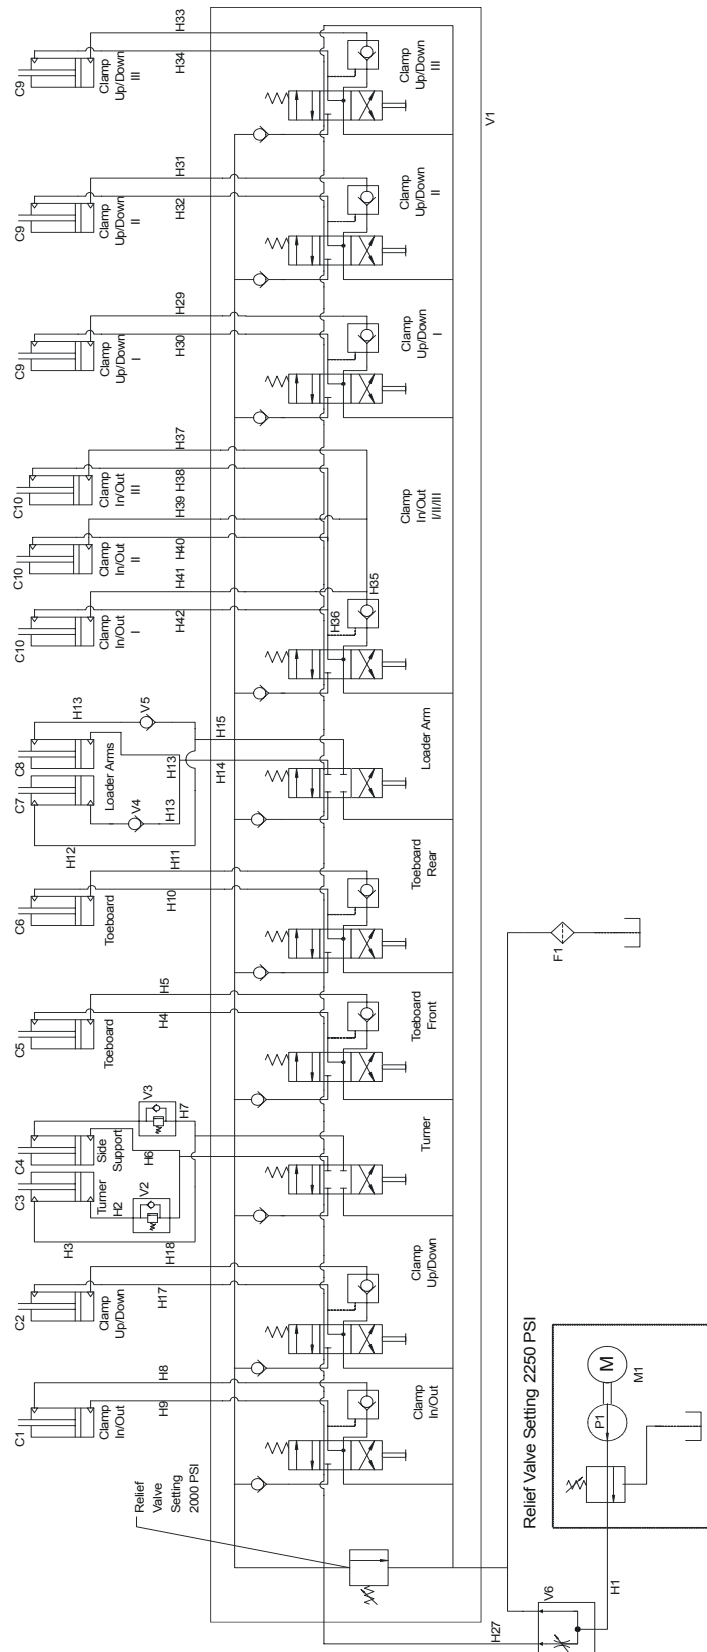 H33
H34
C9
Clamp
Up/Down
III
Clamp
Up/Down
III
V1
H31
H32
C9
Clamp
Up/Down
II
Clamp
Up/Down
II
H29
H30
C9
Clamp
Up/Down
I
Clamp
Up/Down
I
H37
H38
H39
H40
H41
H42
C10
Clamp
In/Out
III
C10
Clamp
In/Out
II
C10
Clamp
In/Out
I
H35
H36
Clamp
In/Out
I/II/III
H13
V5
H15
C8
C7
Loader Arms
H13
H14
V4
H13
H12
H11
Loader Arm
H10
C6
Toeboard
Toeboard
Rear
H5
H4
C5
Toeboard
Toeboard
Front
V3
H7
C4
Side
Support
H6
C3
Turner
H2
V2
H3
H18
Turner
C2
Clamp
Up/Down
H17
Clamp
Up/Down
H8
H9
C1
Clamp
In/Out
Clamp
In/Out
Relief
Valve
Setting
2000 PSI
F1
Relief Valve Setting 2250 PSI
M
M1
P1
V6
H1
H27